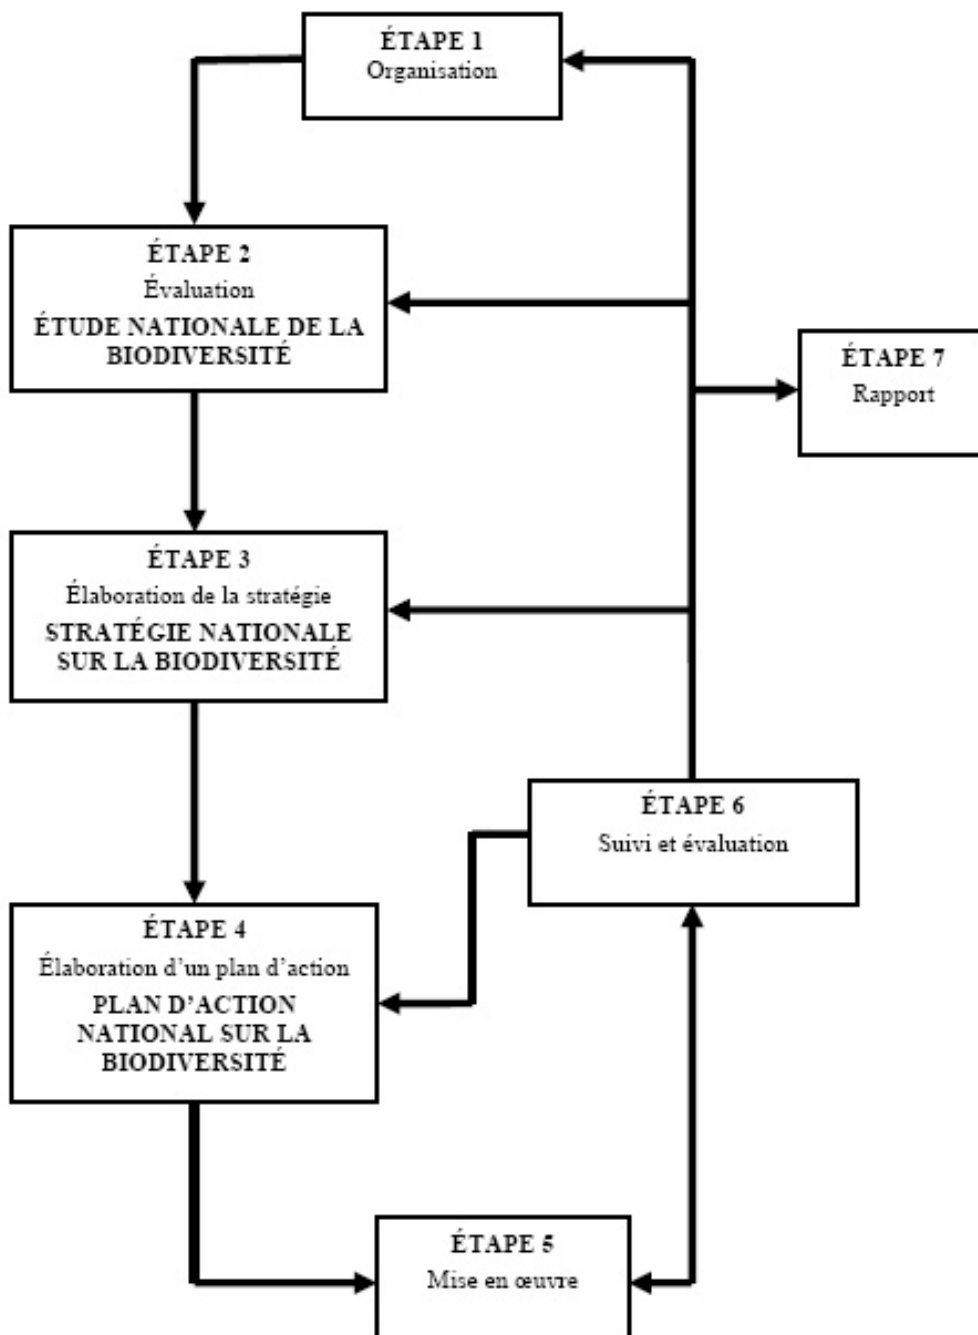 ÉTAPE 1
Organisation
ÉTAPE 2
Évaluation
ÉTUDE NATIONALE DE LA
BIODIVERSITÉ
ÉTAPE 7
Rapport
ÉTAPE 3
Élaboration de la stratégie
STRATÉGIE NATIONALE
SUR LA BIODIVERSITÉ
ÉTAPE 6
Suivi et évaluation
ÉTAPE 4
Élaboration d’un plan d’action
PLAN D’ACTION
NATIONAL SUR LA
BIODIVERSITÉ
ÉTAPE 5
Mise en œuvre